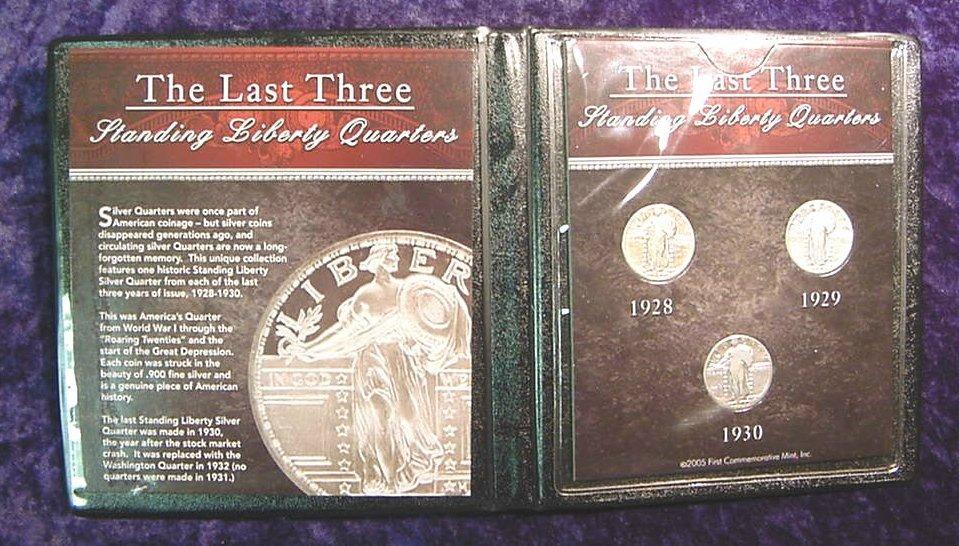 The Last Three
Standing Liberty Quarters
Silver Quarters were once part of
American coinage – but silver coins
disappeared generations ago, and
circulating silver Quarters are now a long-
forgotten memory. This unique collection
features one historic Standing Liberty
Silver Quarter from each of the last
three years of issue, 1928-1930.
This was America's Quarter
from World War I through the
"Roaring Twenties" and the
start of the Great Depression.
Each coin was struck in the
beauty of .900 fine silver and
is a genuine piece of American
history.
The last Standing Liberty Silver
Quarter was made in 1930,
the year after the stock market
crash. It was replaced with the
Washington Quarter in 1932 (no
quarters were made in 1931.)
LIBER
IN GOD WE
The Last Three
Standing Liberty Quarters
1928
1929
1930
©2005 First Commemorative Mint, Inc.